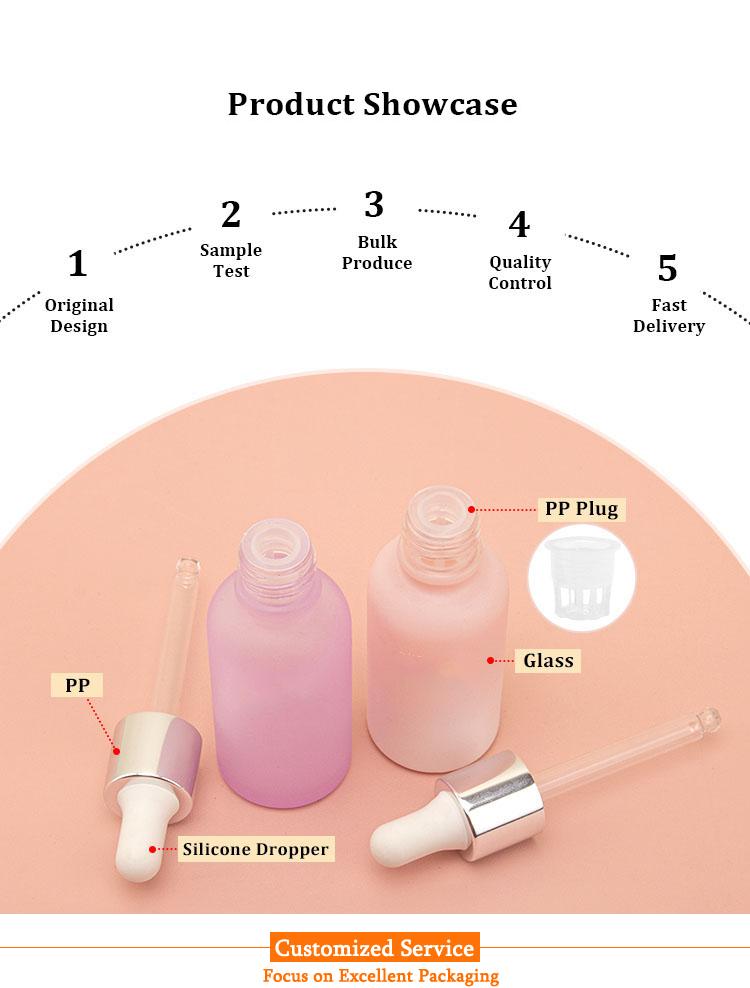 Product Showcase
1
Original
Design
2
Sample
Test
3
Bulk
Produce
4
Quality
Control
5
Fast
Delivery
PP Plug
Glass
PP
Silicone Dropper
Customized Service
Focus on Excellent Packaging